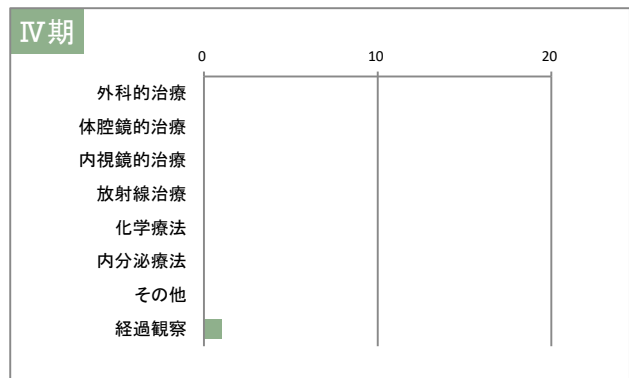 Ⅳ期
0 10 20
外科的治療
体腔鏡的治療
内視鏡的治療
放射線治療
化学療法
内分泌療法
その他
経過観察